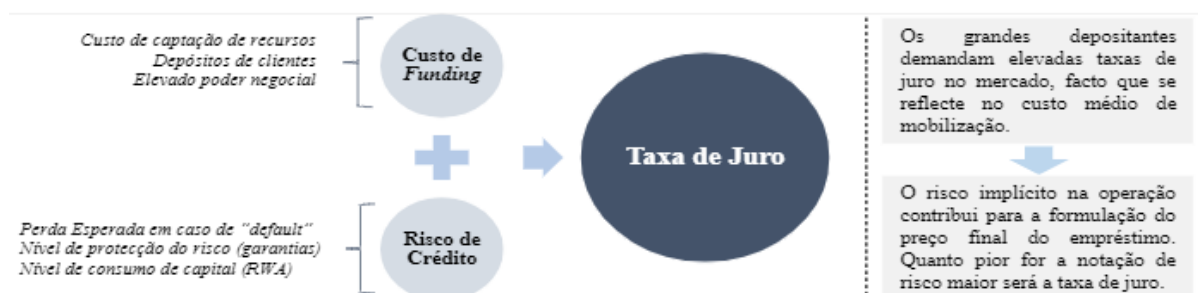 Custo de captação de recursos
Depósitos de clientes
Elevado poder negocial
Custo de
Funding
Perda Esperada em caso de “default”
Nível de protecção do risco (garantias)
Nível de consumo de capital (RWA)
Risco de
Crédito
Taxa de Juro
Os grandes depositantes
demandam elevadas taxas de
juro no mercado, facto que se
reflecte no custo médio de
mobilização.
O risco implícito na operação
contribui para a formulação do
preço final do empréstimo.
Quanto pior for a notação de
risco maior será a taxa de juro.